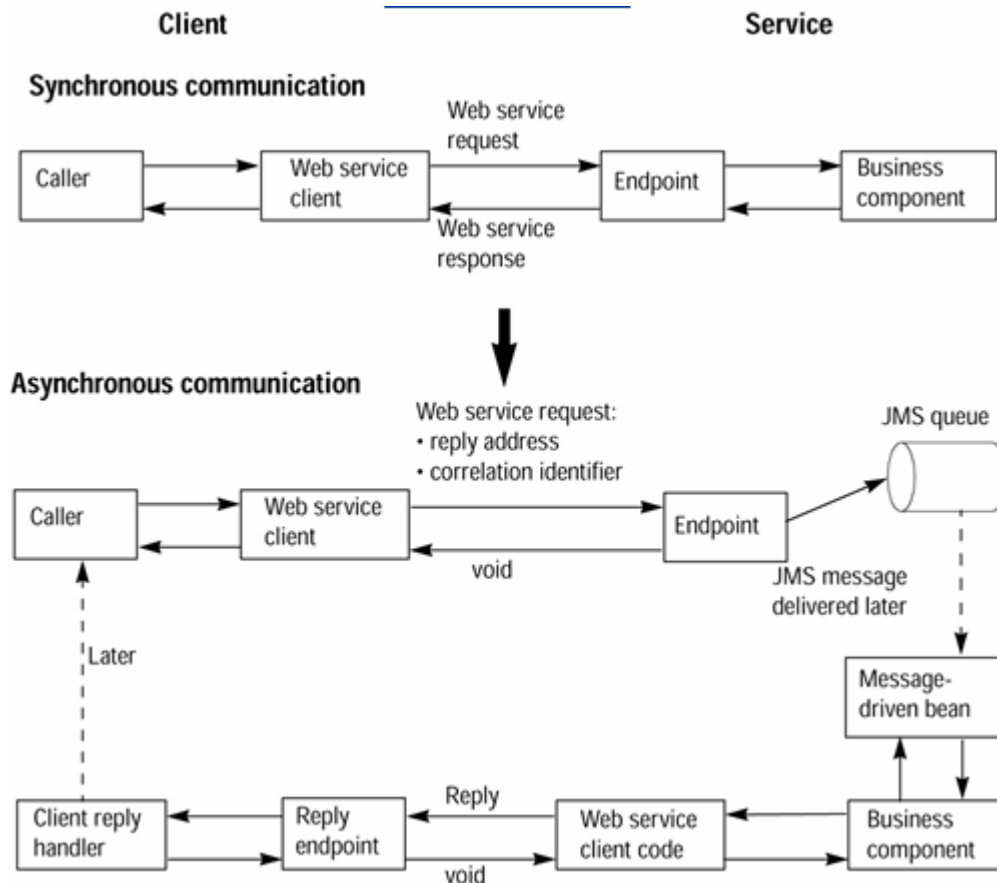 Client
Service
Synchronous communication
Web service
request
Caller
Web service
client
Endpoint
Business
component
Web service
response
Asynchronous communication
Web service request:
• reply address
• correlation identifier
JMS queue
Caller
Web service
client
Endpoint
void
JMS message
delivered later
Later
Message-
driven bean
Reply
Client reply
handler
Reply
endpoint
Web service
client code
Business
component
void